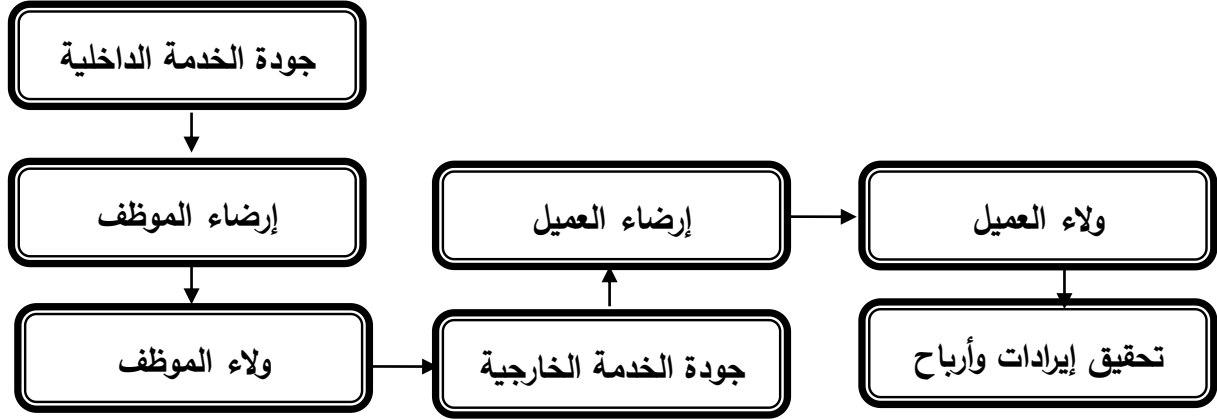 جودة الخدمة الداخلية
إرضاء الموظف
ولاء الموظف
جودة الخدمة الخارجية
إرضاء العميل
ولاء العميل
تحقيق إيرادات وأرباح